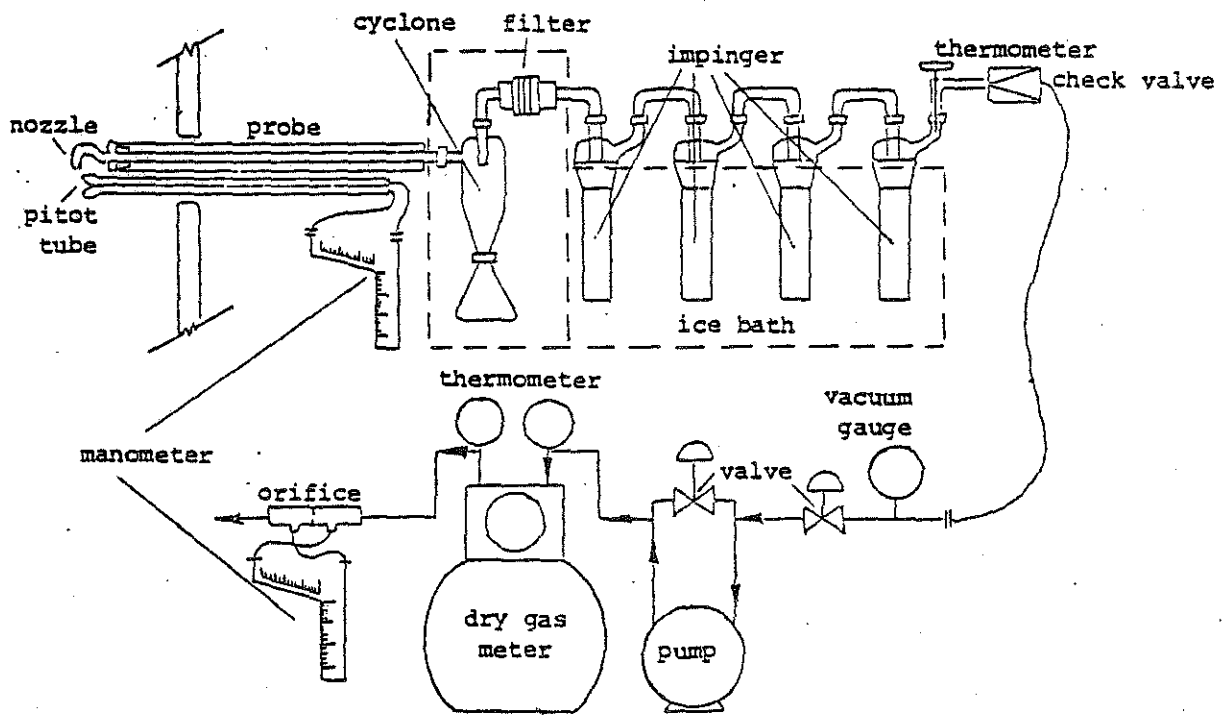 filter
cyclone
impinger
thermometer
check valve
nozzle
probe
pitot
tube
ice bath
thermometer
vacuum
gauge
manometer
valve
orifice
dry gas
meter
pump